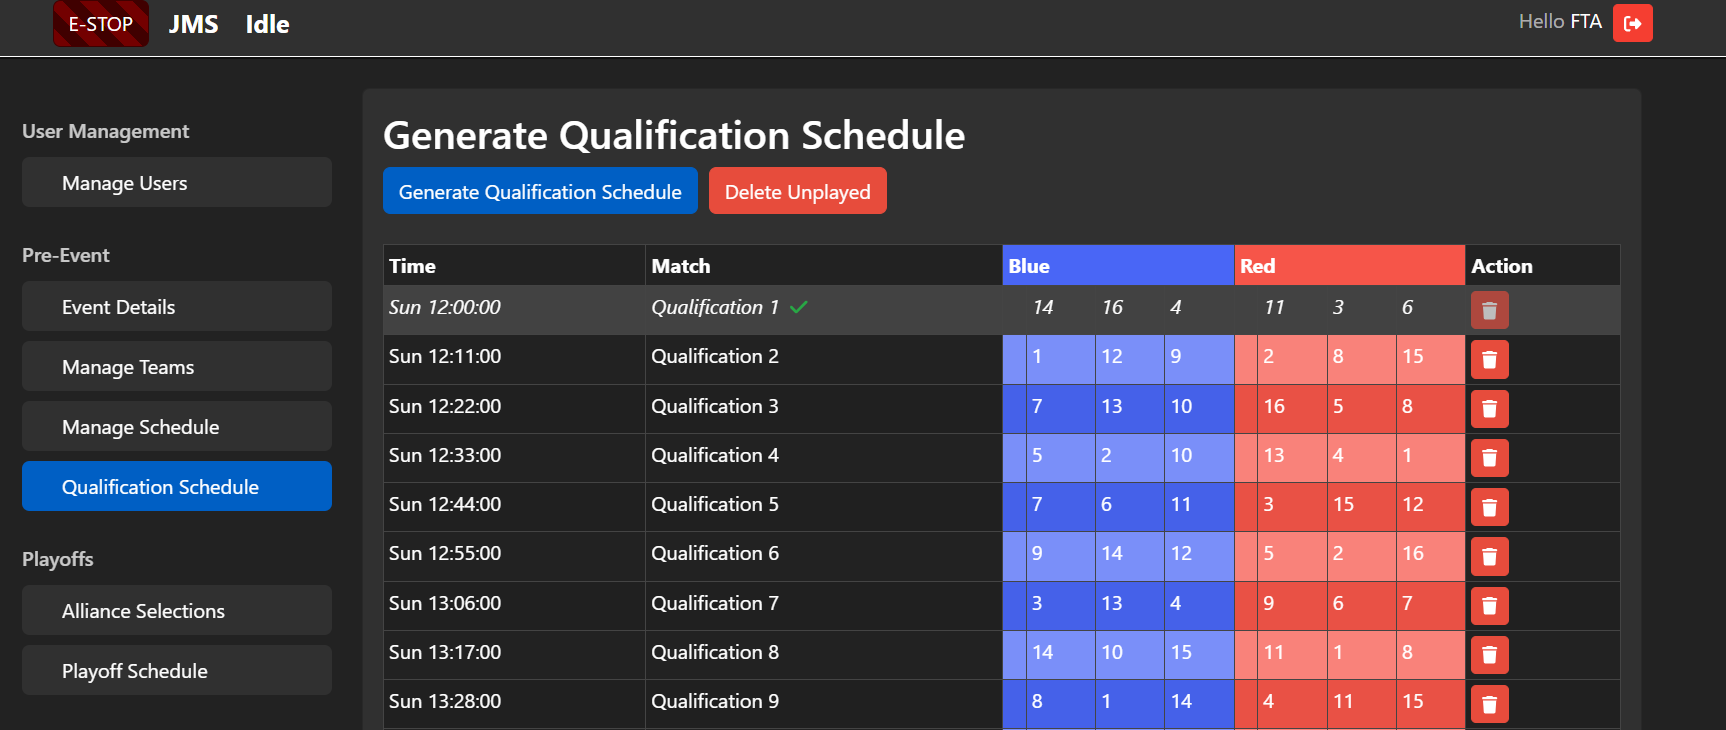 E-STOP JMS Idle Hello FTA
User Management
Manage Users
Pre-Event
Event Details
Manage Teams
Manage Schedule
Qualification Schedule
Playoffs
Alliance Selections
Playoff Schedule
Generate Qualification Schedule
Generate Qualification Schedule Delete Unplayed
Time Match Blue Red Action
Sun 12:00:00 Qualification 1 14 16 4 11 3 6
Sun 12:11:00 Qualification 2 1 12 9 2 8 15
Sun 12:22:00 Qualification 3 7 13 10 16 5 8
Sun 12:33:00 Qualification 4 5 2 10 13 4 1
Sun 12:44:00 Qualification 5 7 6 11 3 15 12
Sun 12:55:00 Qualification 6 9 14 12 5 2 16
Sun 13:06:00 Qualification 7 3 13 4 9 6 7
Sun 13:17:00 Qualification 8 14 10 15 11 1 8
Sun 13:28:00 Qualification 9 8 1 14 4 11 15